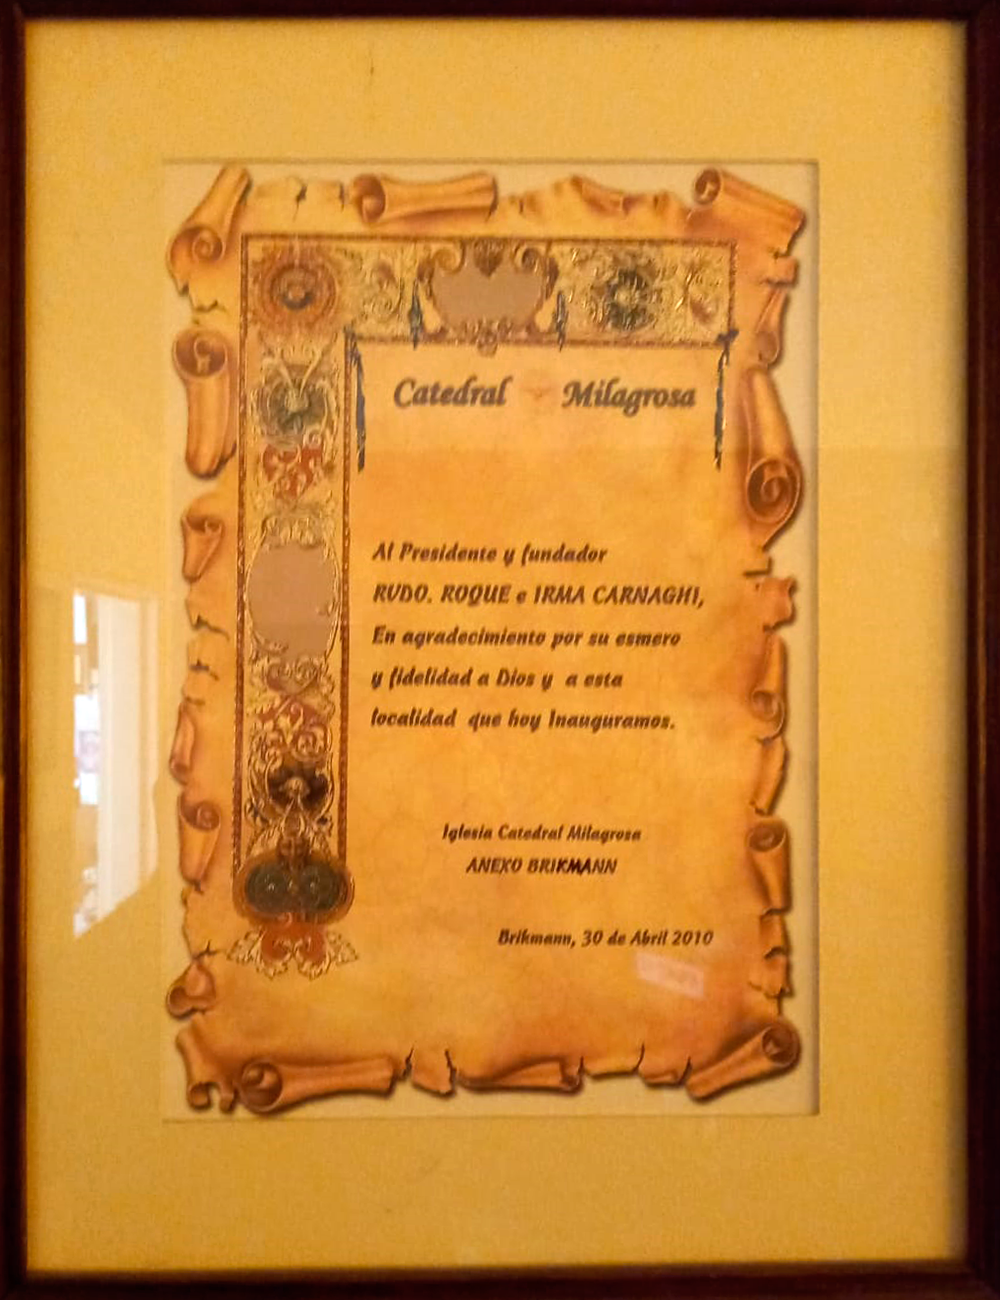 Catedral Milagrosa
Al Presidente y fundador
RVDO. ROQUE e IRMA CARNAGHI,
En agradecimiento por su esmero
y fidelidad a Dios y a esta
localidad que hoy Inauguramos.
Iglesia Catedral Milagrosa
ANEXO BRIKMANN
Brikmann, 30 de Abril 2010